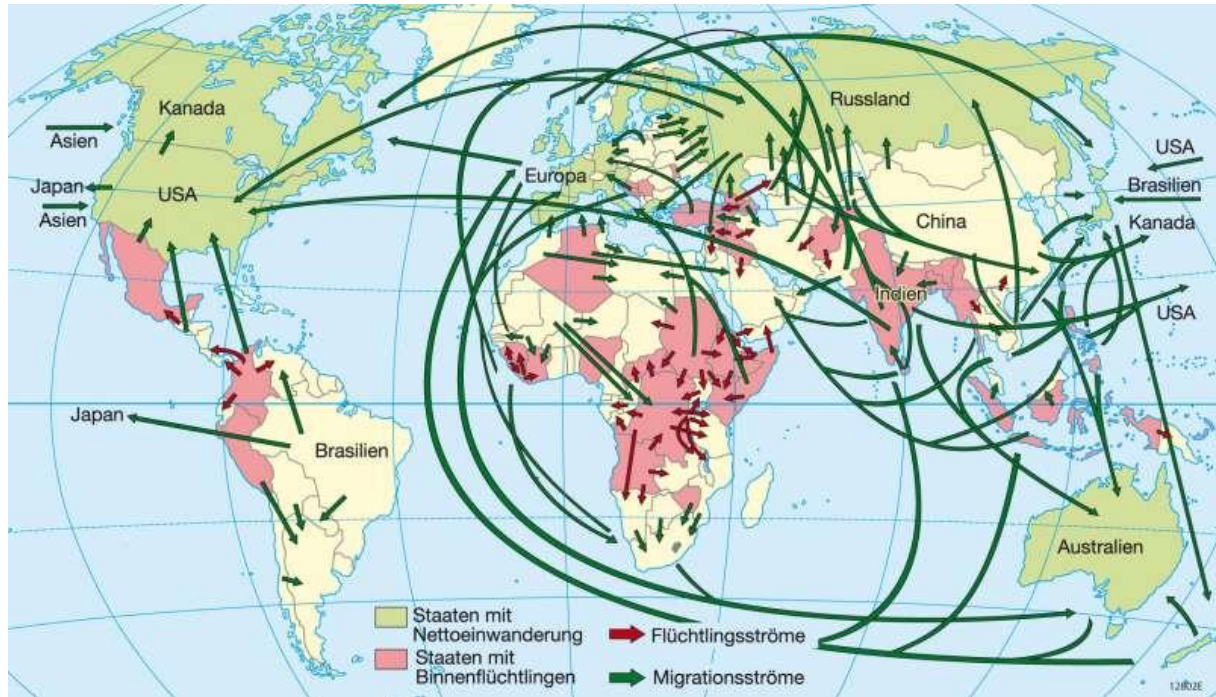 Kanada
Russland
Asien
USA
Europa
USA
Japan
Brasilien
Asien
China
Kanada
Indien
USA
Japan
Brasilien
Australien
Staaten mit
Nettoeinwanderung
Flüchtlingsströme
Staaten mit
Binnenflüchtlingen
Migrationsströme
12802E